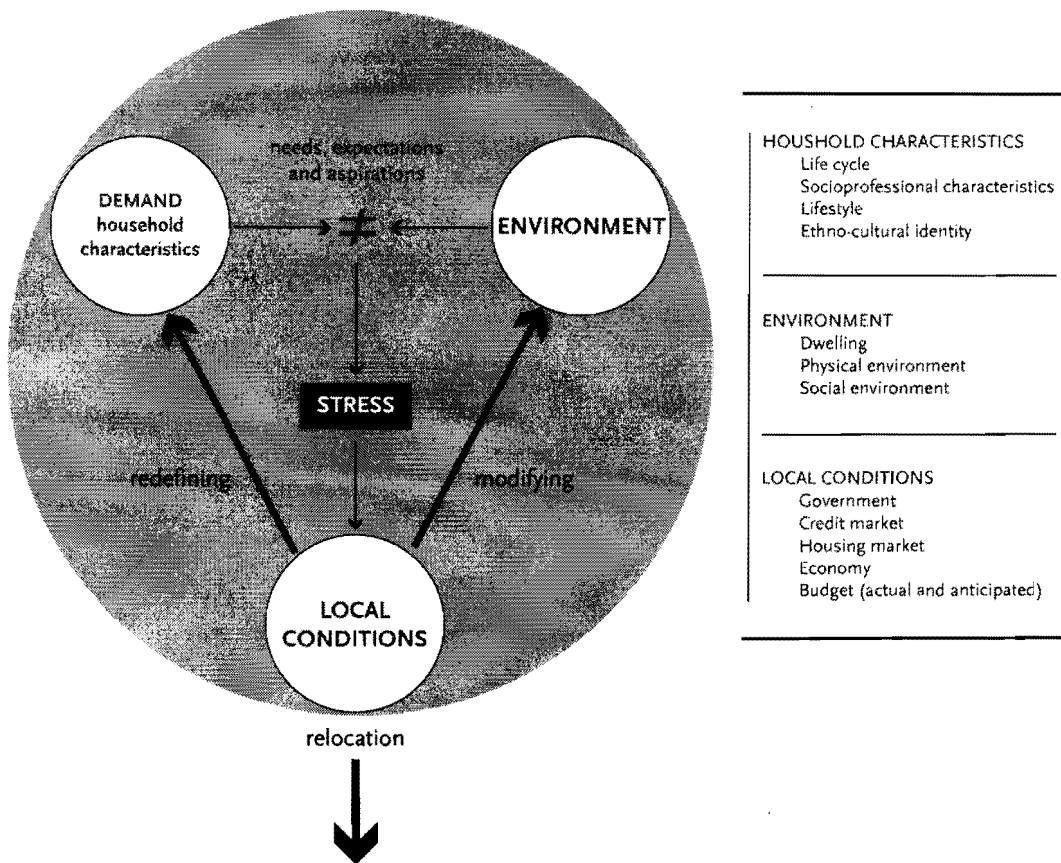 needs, expectations
and aspirations
DEMAND
household
characteristics
≠
ENVIRONMENT
STRESS
redefining
modifying
LOCAL
CONDITIONS
relocation
HOUSHOLD CHARACTERISTICS
Life cycle
Socioprofessional characteristics
Lifestyle
Ethno-cultural identity
ENVIRONMENT
Dwelling
Physical environment
Social environment
LOCAL CONDITIONS
Government
Credit market
Housing market
Economy
Budget (actual and anticipated)